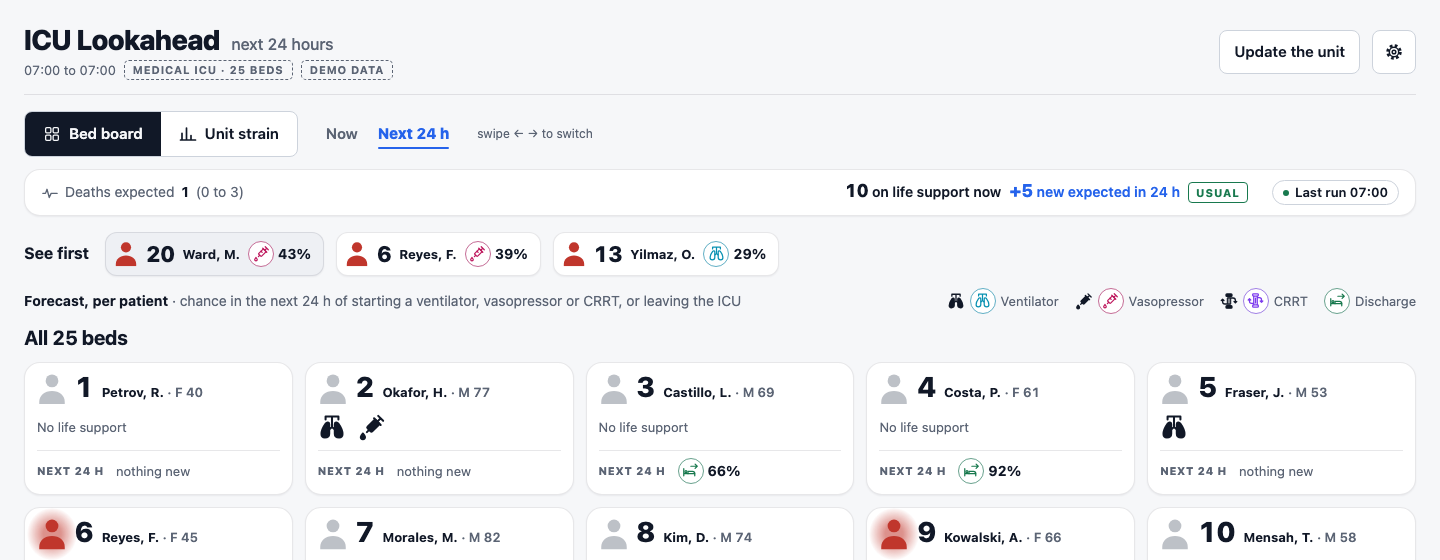 ICU Lookahead next 24 hours
07:00 to 07:00 MEDICAL ICU · 25 BEDS DEMO DATA
Update the unit
Bed board Unit strain Now Next 24 h swipe ← → to switch
Deaths expected 1 (0 to 3) 10 on life support now +5 new expected in 24 h USUAL Last run 07:00
See first 20 Ward, M. 43% 6 Reyes, F. 39% 13 Yilmaz, O. 29%
Forecast, per patient · chance in the next 24 h of starting a ventilator, vasopressor or CRRT, or leaving the ICU Ventilator Vasopressor CRRT Discharge
All 25 beds
1 Petrov, R. · F 40 2 Okafor, H. · M 77 3 Castillo, L. · M 69 4 Costa, P. · F 61 5 Fraser, J. · M 53
No life support No life support No life support
NEXT 24 H nothing new NEXT 24 H nothing new NEXT 24 H 66% NEXT 24 H 92% NEXT 24 H nothing new
6 Reyes, F. · F 45 7 Morales, M. · M 82 8 Kim, D. · M 74 9 Kowalski, A. · F 66 10 Mensah, T. · M 58